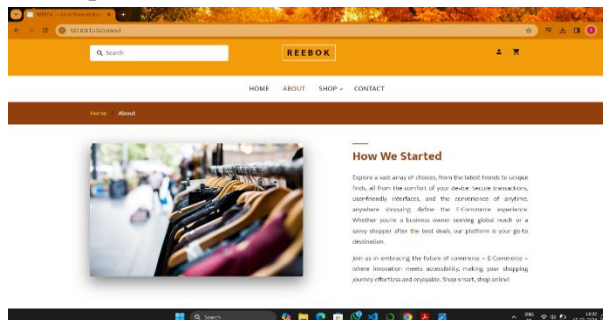 REEBOK
Search
REEBOK
HOME ABOUT SHOP CONTACT
Home About
How We Started
Explore a vast array of choices, from the latest trends to unique
finds, all from the comfort of your device. Secure transactions,
user-friendly interfaces, and the convenience of anytime,
anywhere shopping define the E-Commerce experience.
Whether you're a business owner seeking global reach or a
savvy shopper after the best deals, our platform is your go-to
destination.
Join us in embracing the future of commerce – E-Commerce –
where innovation meets accessibility, making your shopping
journey effortless and enjoyable. Shop smart, shop online!
Search
ENG